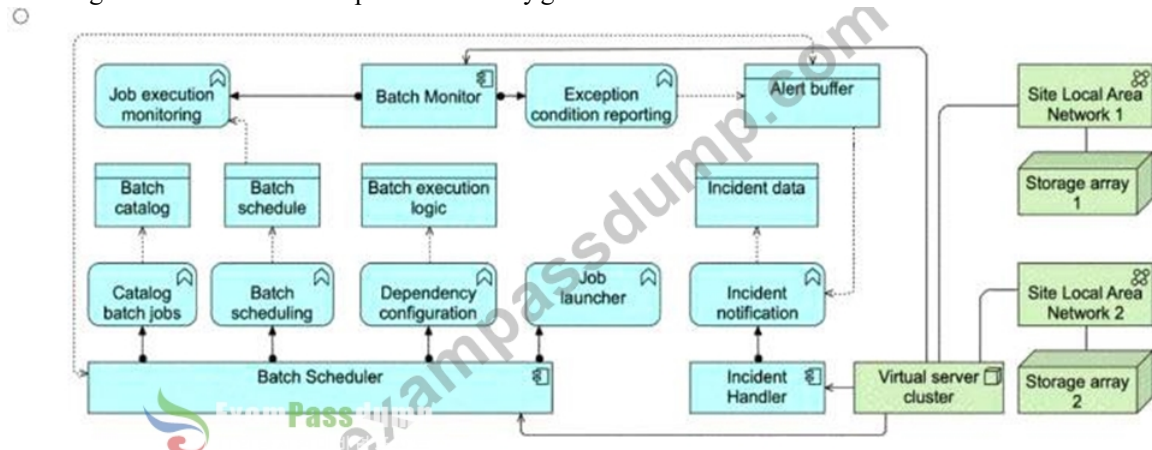 Job execution
monitoring
Batch Monitor
Exception
condition reporting
Alert buffer
Site Local Area
Network 1
Storage array
1
Batch
catalog
Batch
schedule
Batch execution
logic
Incident data
Catalog
batch jobs
Batch
scheduling
Dependency
configuration
Job
launcher
Incident
notification
Site Local Area
Network 2
Storage array
2
Batch Scheduler
Incident
Handler
Virtual server
cluster
exampassdump.com
ExamPassdump